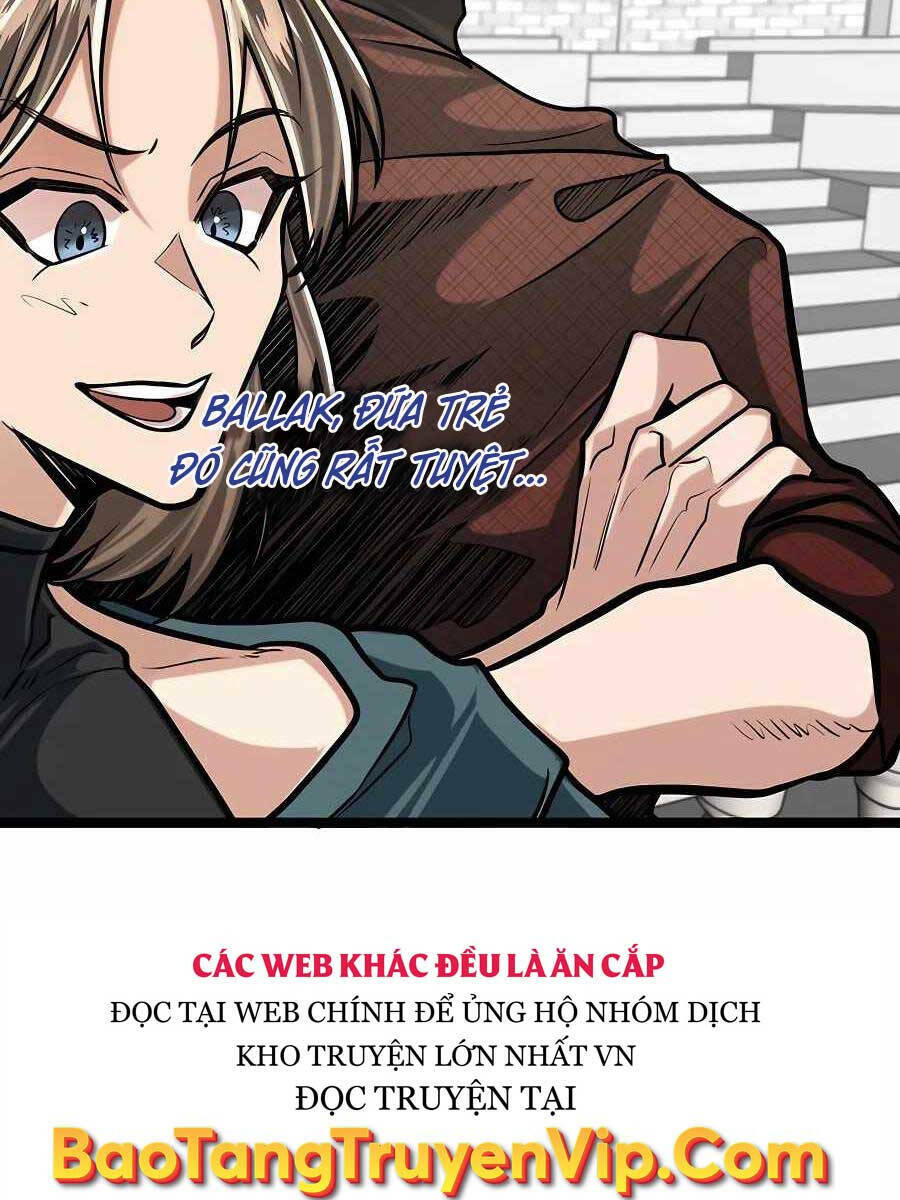 BALLAK, ĐỨA TRẺ
ĐÓ CŨNG RẤT TUYỆT...
CÁC WEB KHÁC ĐỀU LÀ ĂN CẮP
ĐỌC TẠI WEB CHÍNH ĐỂ ỦNG HỘ NHÓM DỊCH
KHO TRUYỆN LỚN NHẤT VN
ĐỌC TRUYỆN TẠI
BaoTangTruyenVip.Com